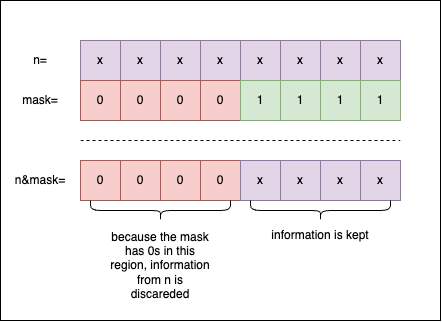 n= x x x x x x x x
mask= 0 0 0 0 1 1 1 1
n&mask= 0 0 0 0 x x x x
because the mask
has 0s in this
region, information
from n is
discareded
information is kept